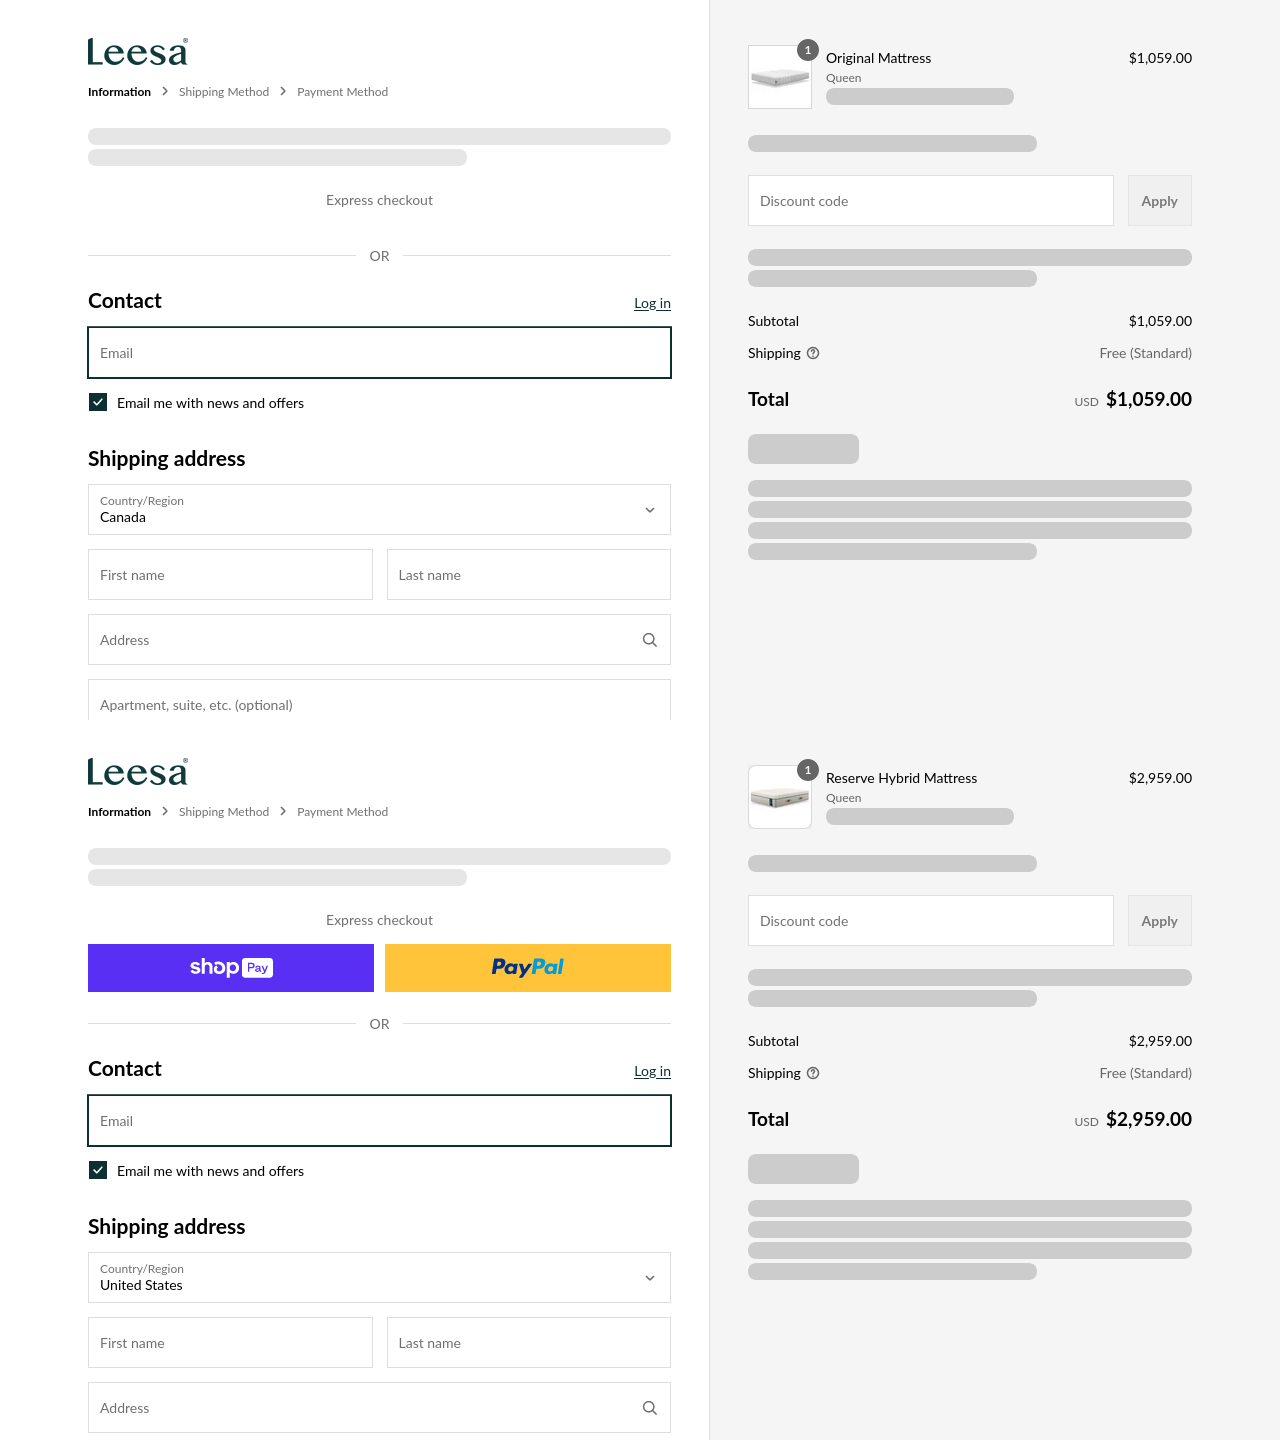 Leesa®
Information > Shipping Method > Payment Method
Express checkout
OR
Contact
Log in
Email
Email me with news and offers
Shipping address
Country/Region
Canada
First name
Last name
Address
Apartment, suite, etc. (optional)
1
Original Mattress
$1,059.00
Queen
Discount code
Apply
Subtotal
$1,059.00
Shipping
Free (Standard)
Total
USD $1,059.00
Leesa®
Information > Shipping Method > Payment Method
Express checkout
shop Pay
PayPal
OR
Contact
Log in
Email
Email me with news and offers
Shipping address
Country/Region
United States
First name
Last name
Address
1
Reserve Hybrid Mattress
$2,959.00
Queen
Discount code
Apply
Subtotal
$2,959.00
Shipping
Free (Standard)
Total
USD $2,959.00